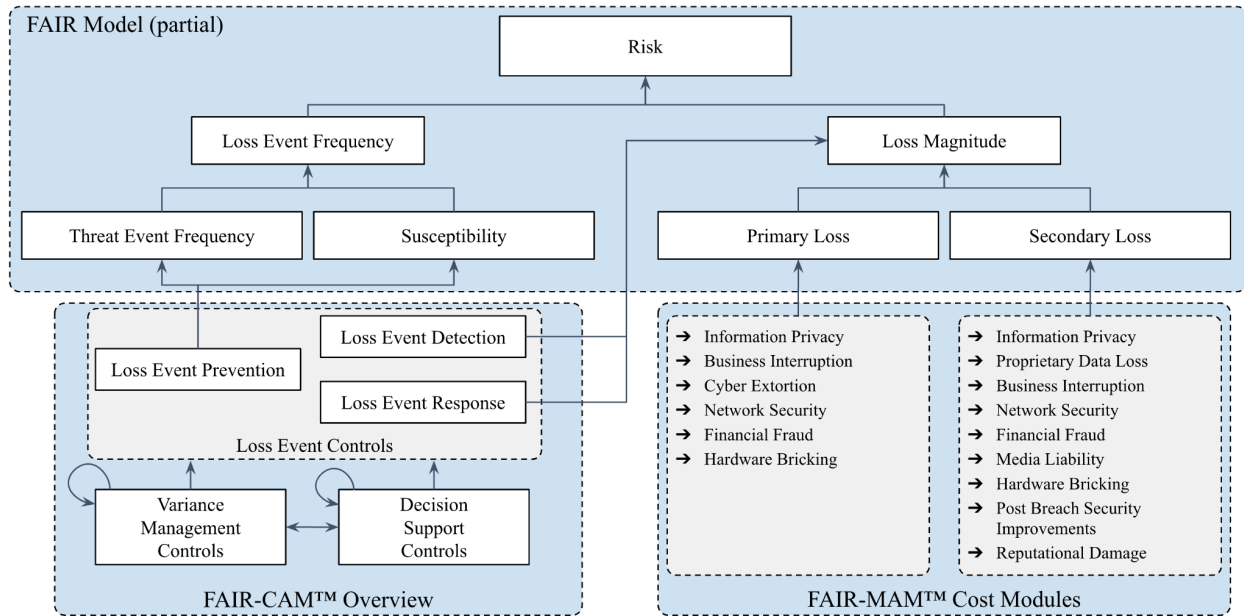 FAIR Model (partial)
Risk
Loss Event Frequency
Loss Magnitude
Threat Event Frequency
Susceptibility
Primary Loss
Secondary Loss
Loss Event Prevention
Loss Event Detection
Loss Event Response
Loss Event Controls
Variance
Management
Controls
Decision
Support
Controls
FAIR-CAM™ Overview
➔ Information Privacy
➔ Business Interruption
➔ Cyber Extortion
➔ Network Security
➔ Financial Fraud
➔ Hardware Bricking
➔ Information Privacy
➔ Proprietary Data Loss
➔ Business Interruption
➔ Network Security
➔ Financial Fraud
➔ Media Liability
➔ Hardware Bricking
➔ Post Breach Security
Improvements
➔ Reputational Damage
FAIR-MAM™ Cost Modules